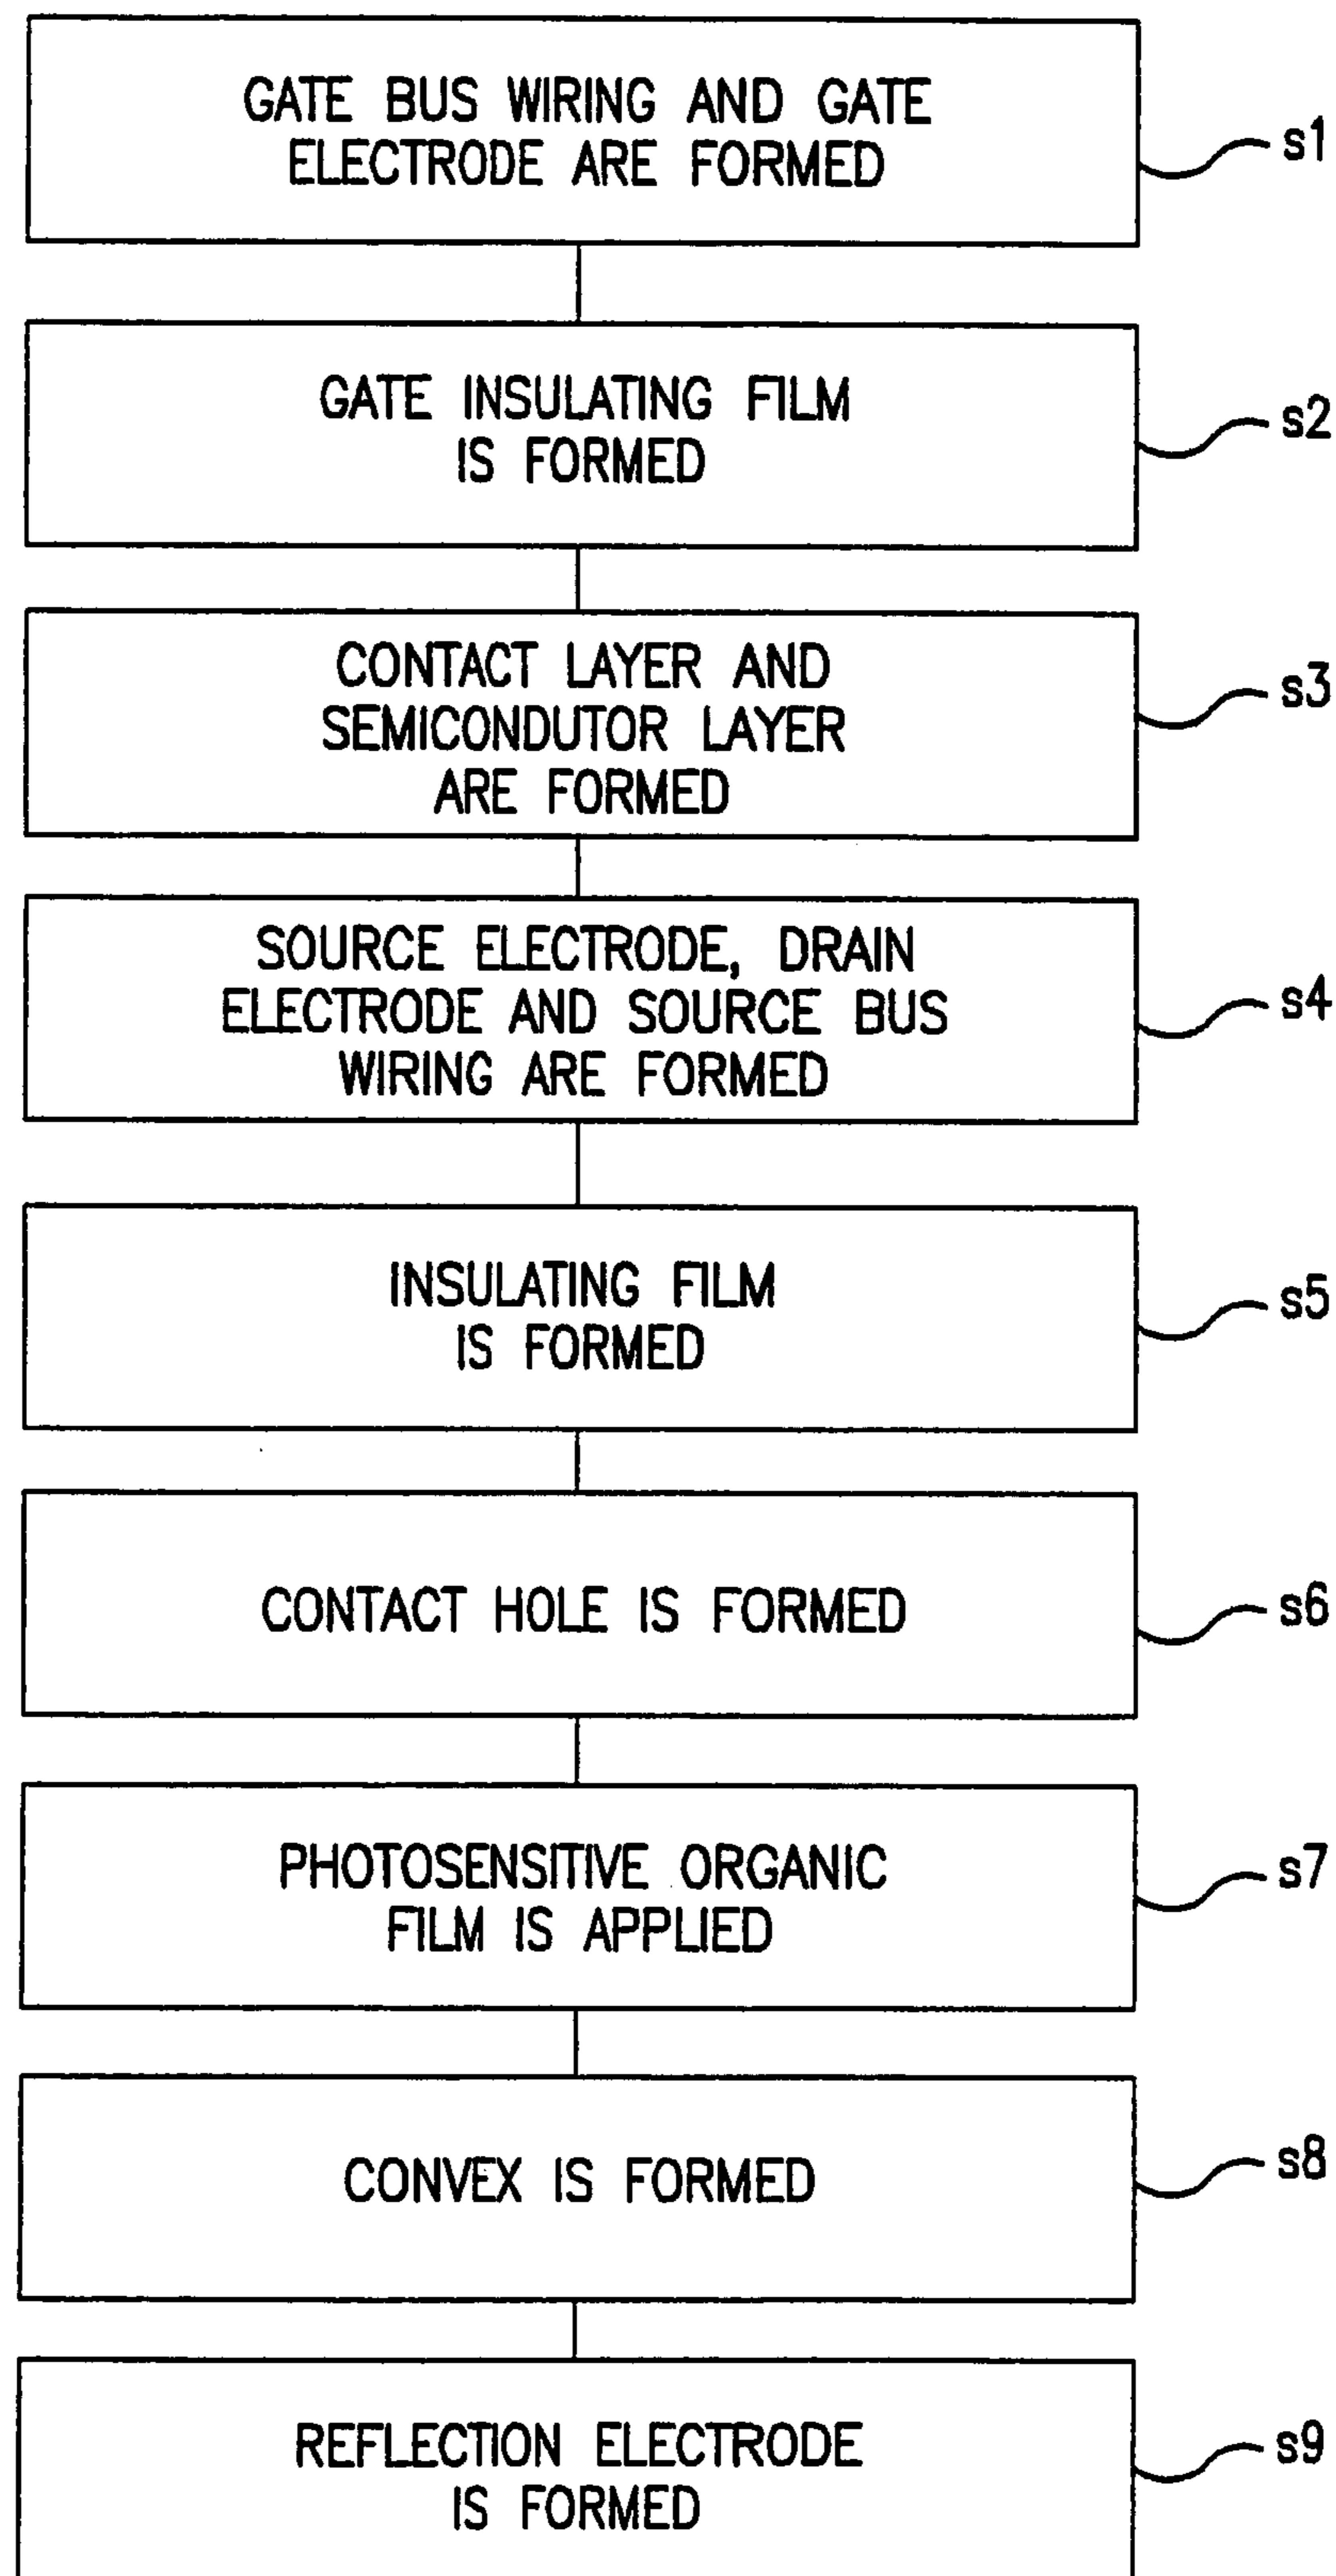 GATE BUS WIRING AND GATE
ELECTRODE ARE FORMED
s1
GATE INSULATING FILM
IS FORMED
s2
CONTACT LAYER AND
SEMICONDUTOR LAYER
ARE FORMED
s3
SOURCE ELECTRODE, DRAIN
ELECTRODE AND SOURCE BUS
WIRING ARE FORMED
s4
INSULATING FILM
IS FORMED
s5
CONTACT HOLE IS FORMED
s6
PHOTOSENSITIVE ORGANIC
FILM IS APPLIED
s7
CONVEX IS FORMED
s8
REFLECTION ELECTRODE
IS FORMED
s9